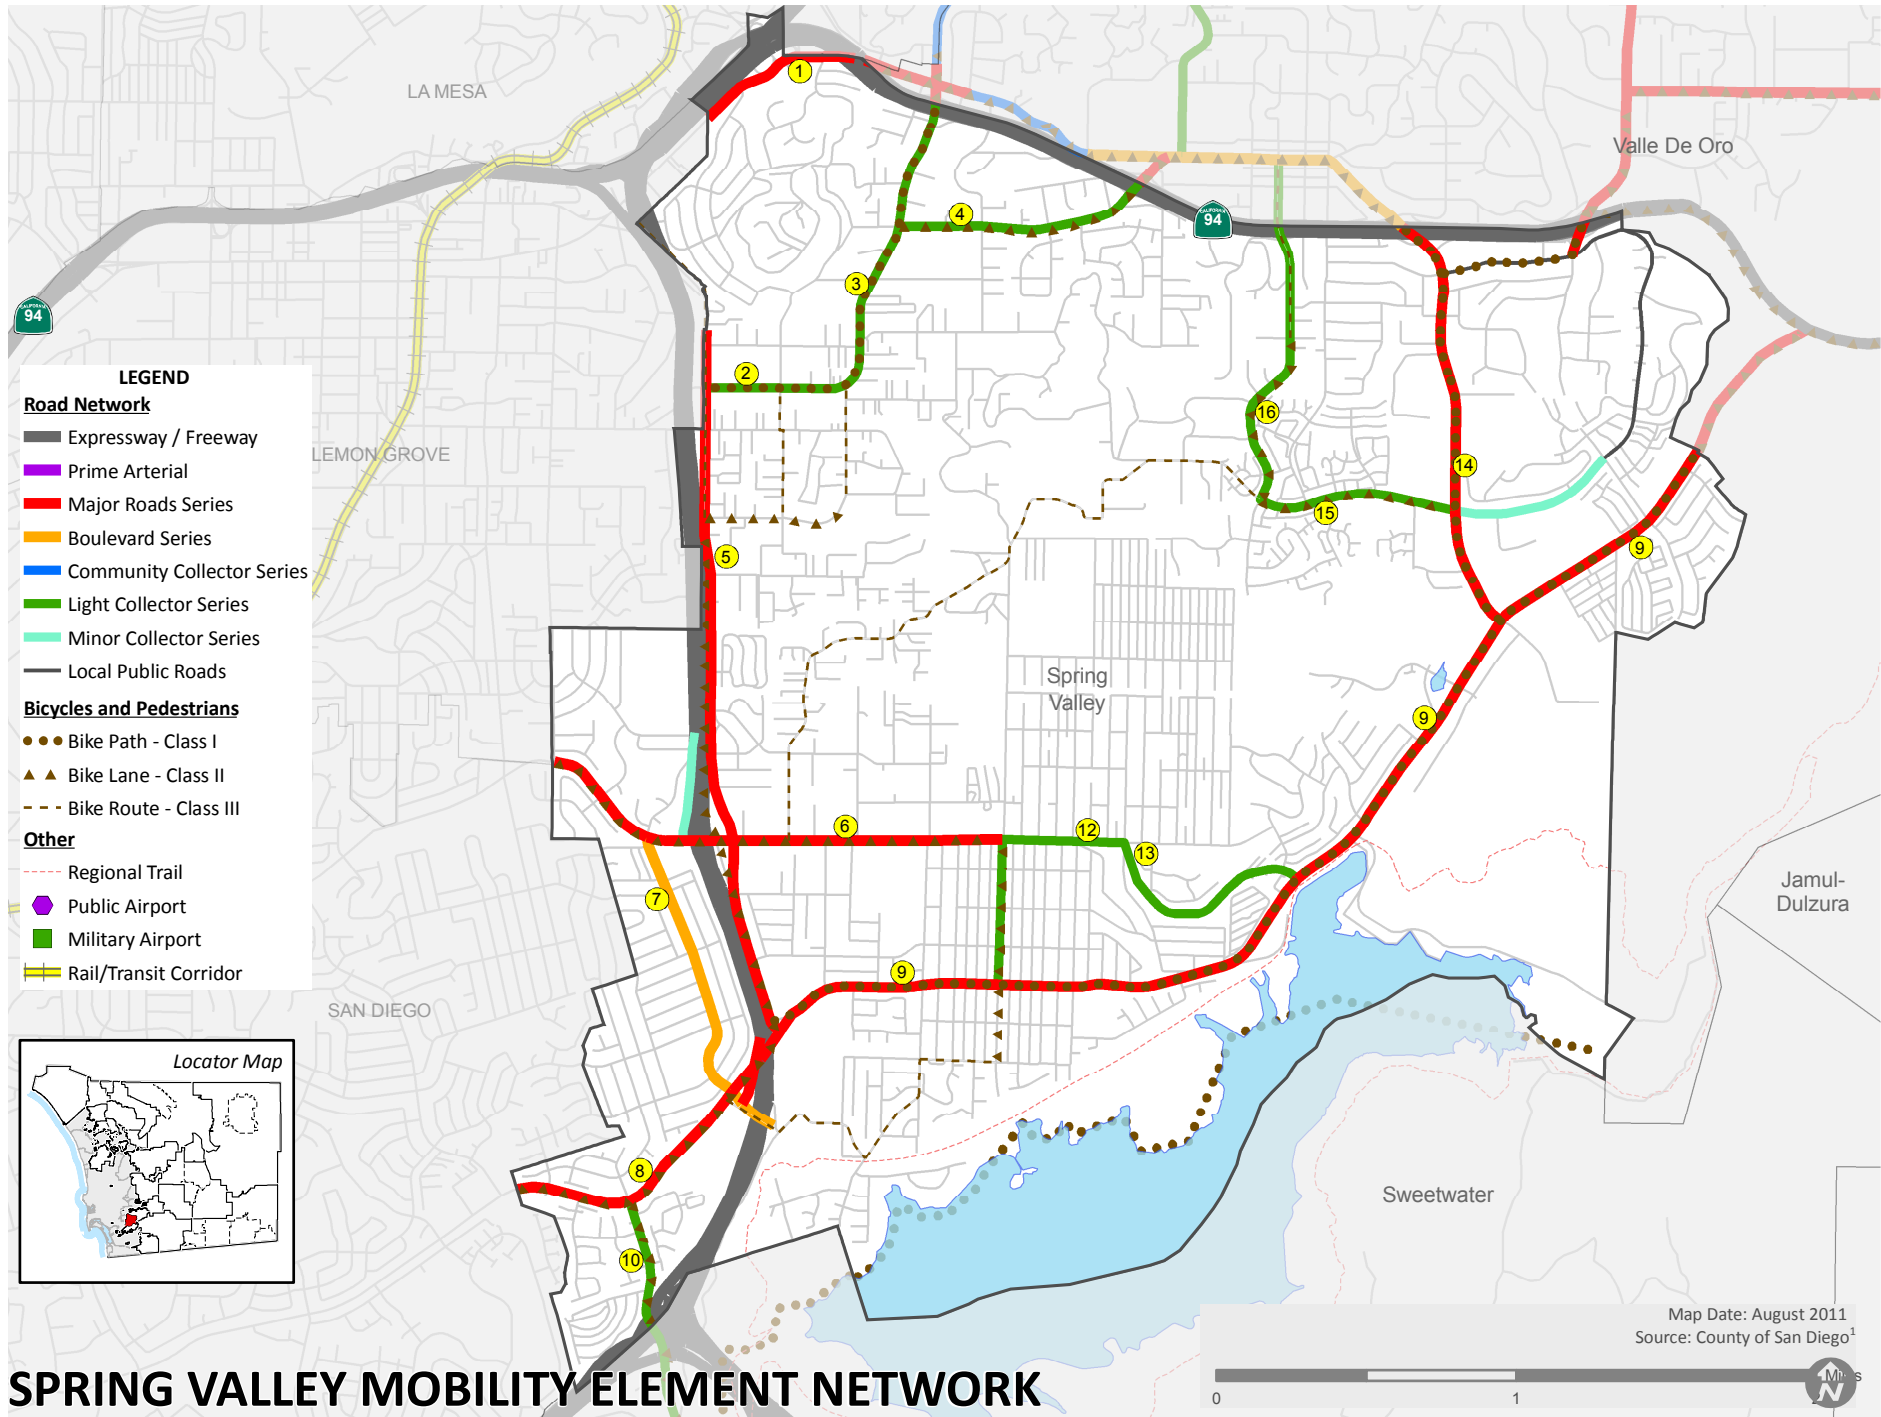 LA MESA
1
Valle De Oro
CALIFORNIA
94
4
3
CALIFORNIA
94
2
16
LEMON GROVE
14
15
9
5
LEGEND
Road Network
Expressway / Freeway
Prime Arterial
Major Roads Series
Boulevard Series
Community Collector Series
Light Collector Series
Minor Collector Series
Local Public Roads
Bicycles and Pedestrians
Bike Path - Class I
Bike Lane - Class II
Bike Route - Class III
Other
Regional Trail
Public Airport
Military Airport
Rail/Transit Corridor
Spring
Valley
9
6
12
13
7
Jamul-
Dulzura
9
SAN DIEGO
8
10
Sweetwater
Locator Map
Map Date: August 2011
Source: County of San Diego1
0
1
N
SPRING VALLEY MOBILITY ELEMENT NETWORK